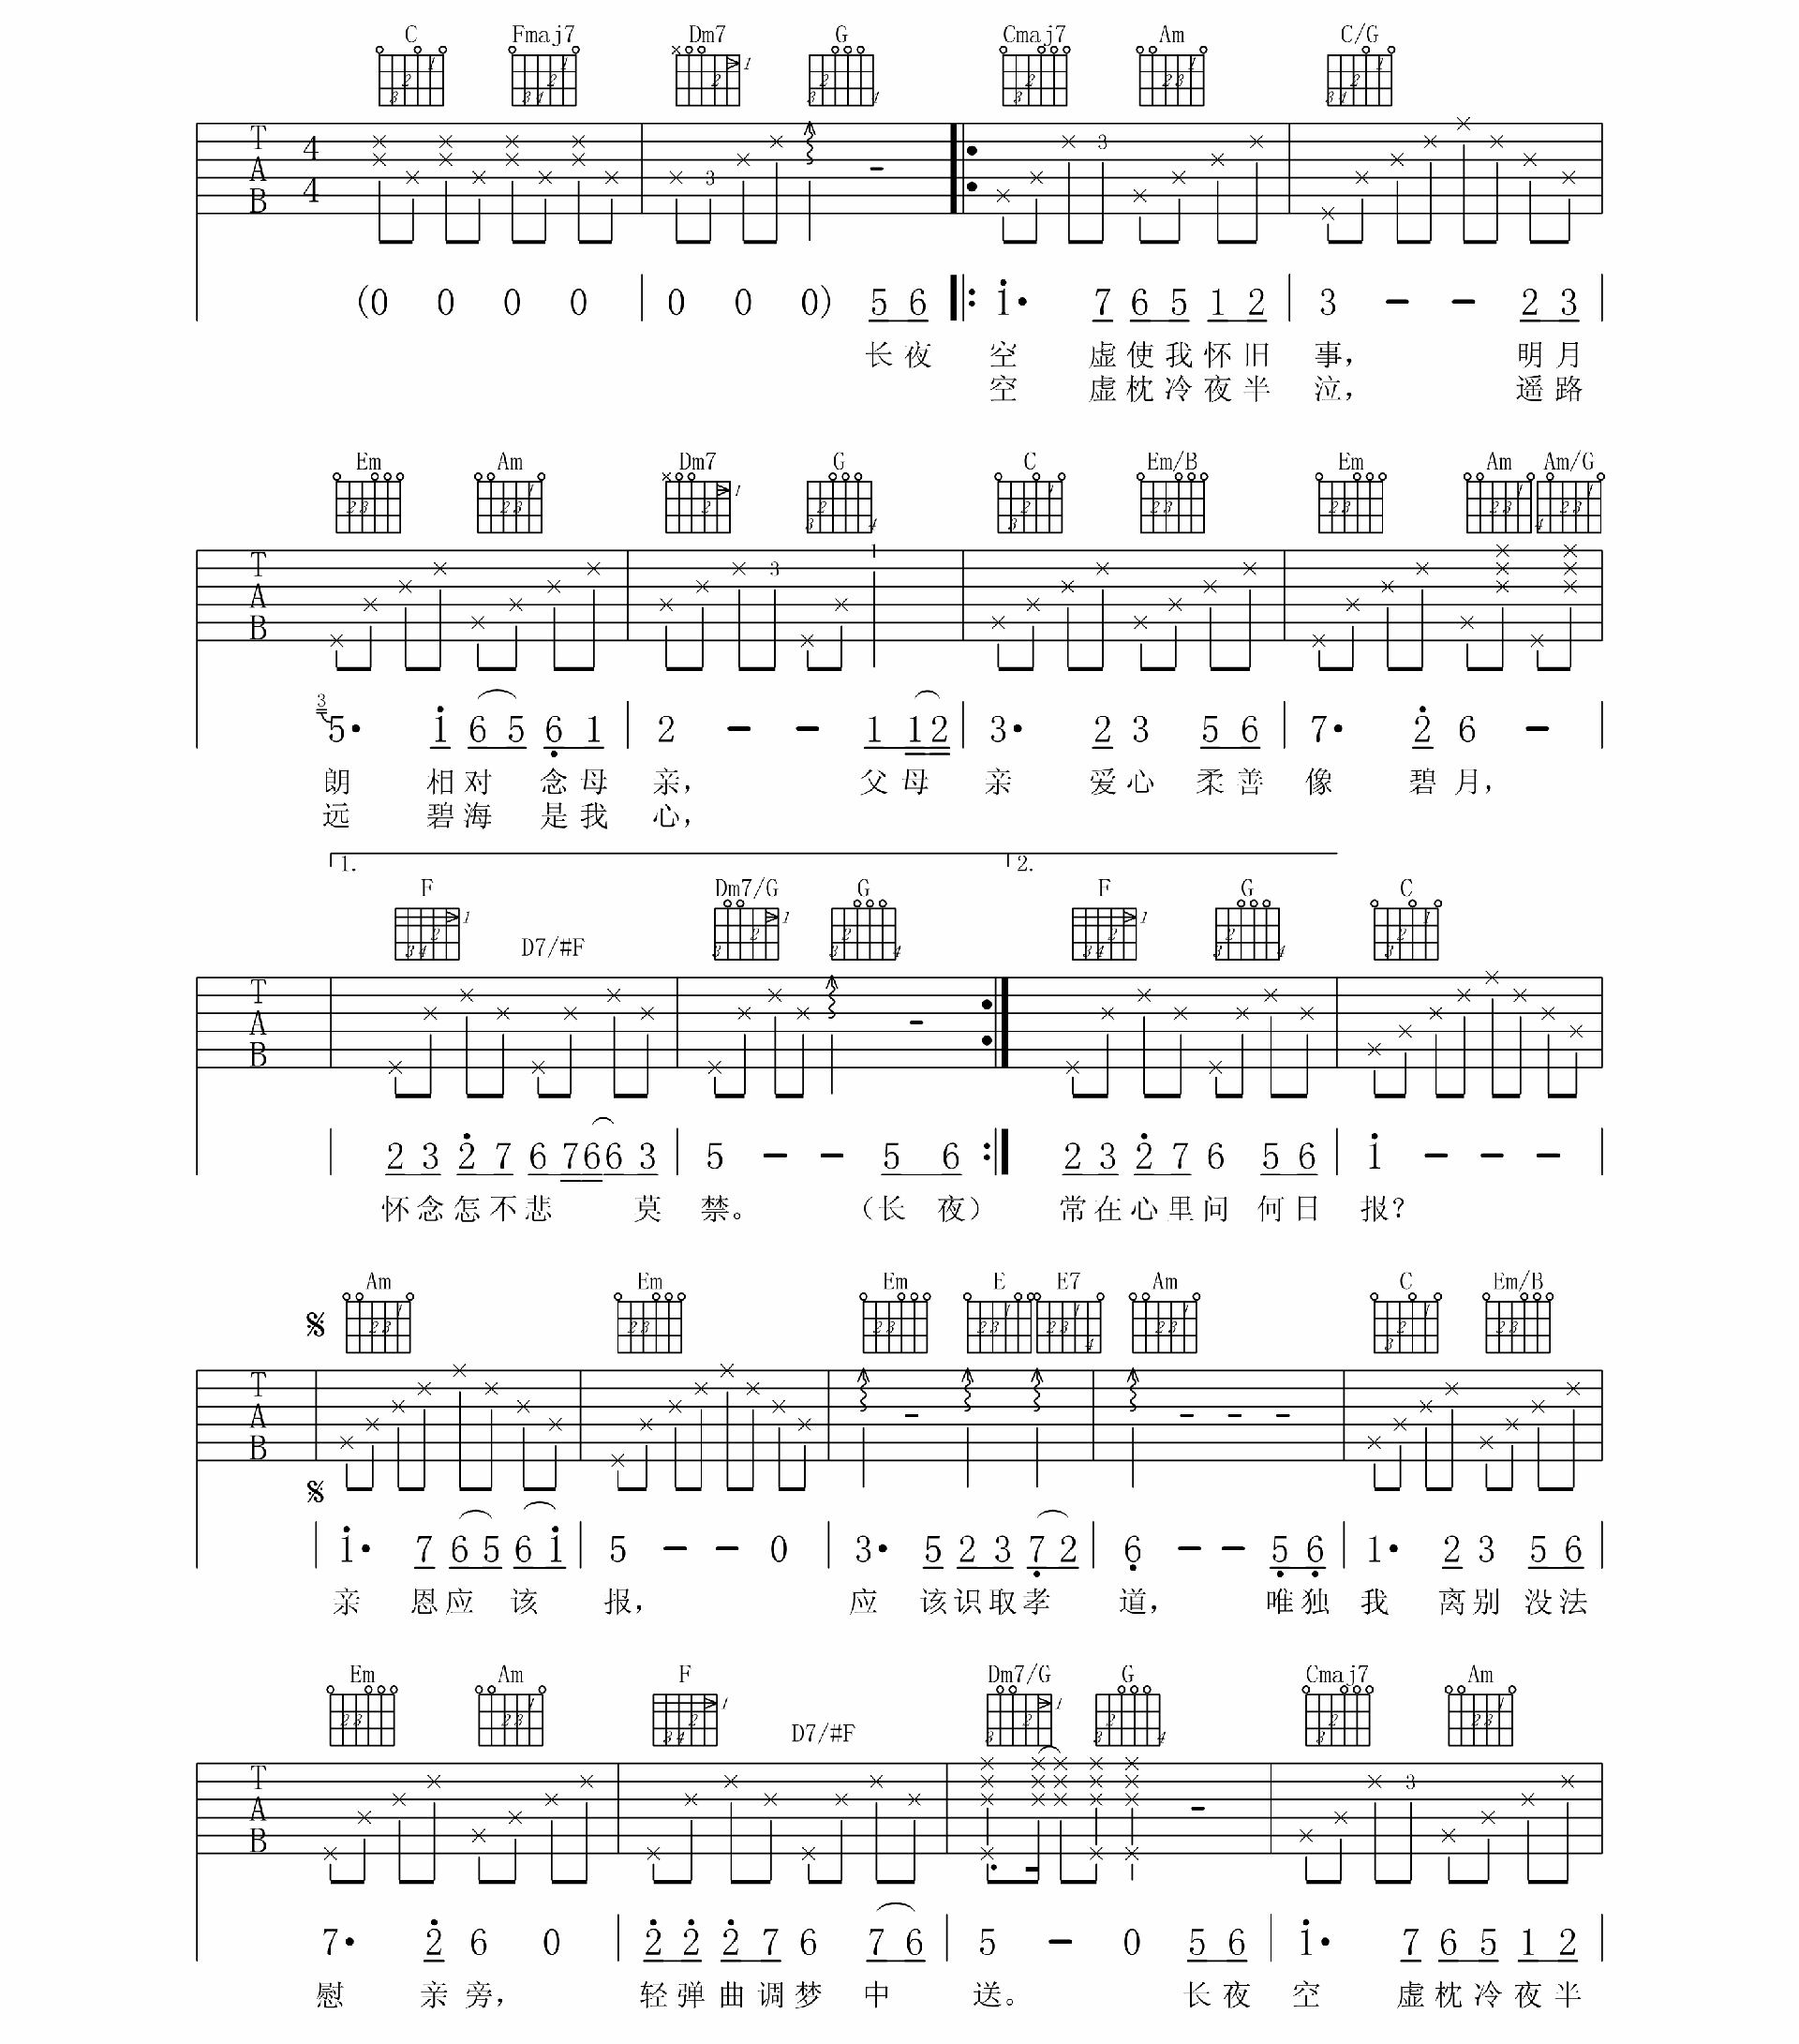 C Fmaj7 Dm7 G Cmaj7 Am C/G
(0 0 0 0 | 0 0 0) 5 6 |: 1· 7 6 5 1 2 | 3 - - 2 3 |
长夜 空 虚使我怀旧 事， 明月
空 虚枕冷夜半 泣， 遥路
Em Am Dm7 G C Em/B Em Am Am/G
3 5· 1 6 5 6 1 | 2 - - 1 1 2 | 3· 2 3 5 6 | 7· 2 6 - |
朗 相对 念母 亲， 父母 亲 爱心 柔善 像 碧月，
远 碧海 是我 心，
1. 2.
F D7/#F Dm7/G G F G C
| 2 3 2 7 6 7 6 6 3 | 5 - - 5 6 :| 2 3 2 7 6 5 6 | 1 - - - |
怀念怎不悲 莫 禁。 （长 夜） 常在心里问 何日 报？
Am Em Em E E7 Am C Em/B
| 1· 7 6 5 6 1 | 5 - - 0 | 3· 5 2 3 7 2 | 6 - - 5 6 | 1· 2 3 5 6 |
亲 恩应 该 报， 应 该识取孝 道， 唯独 我 离别 没法
Em Am F D7/#F Dm7/G G Cmaj7 Am
7· 2 6 0 | 2 2 2 7 6 7 6 | 5 - 0 5 6 | 1· 7 6 5 1 2 |
慰 亲旁， 轻弹曲调梦 中 送。 长夜 空 虚枕冷夜半